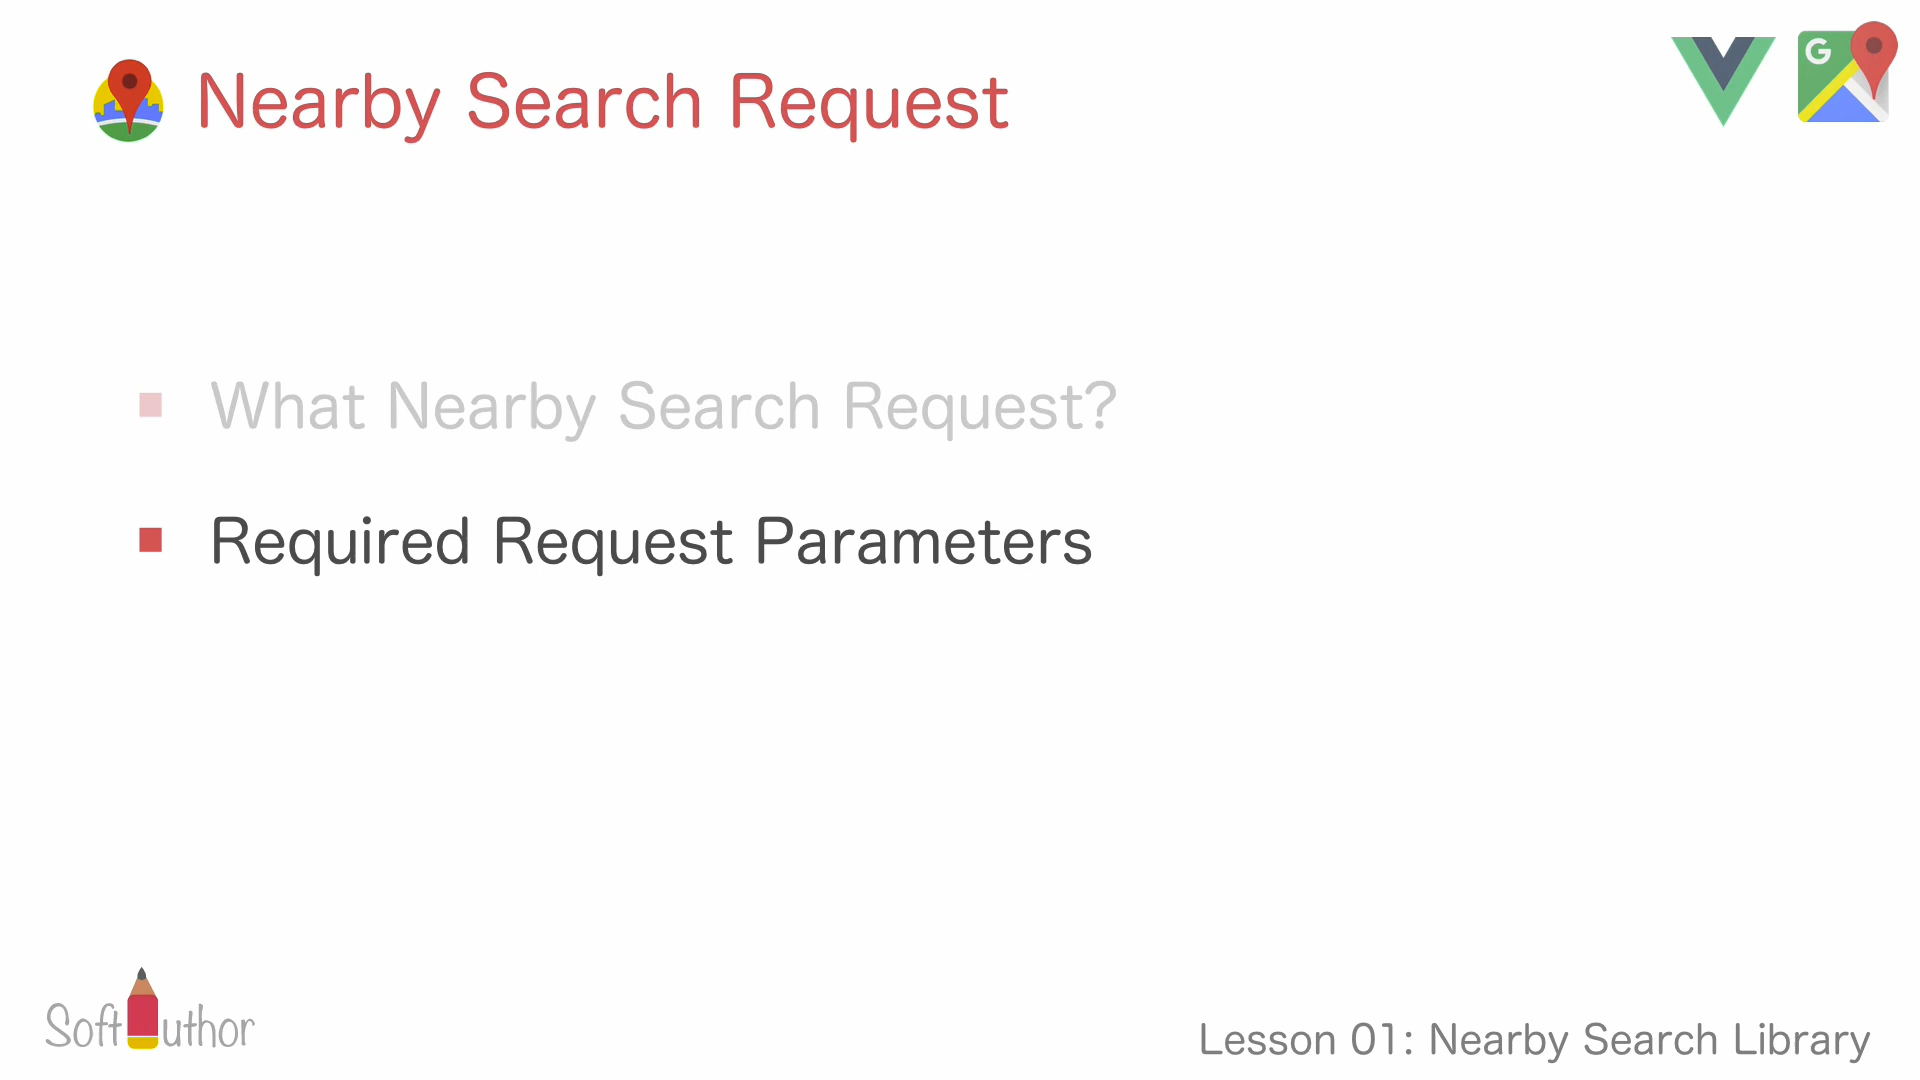 Nearby Search Request
G
What Nearby Search Request?
Required Request Parameters
Soft uthor
Lesson 01: Nearby Search Library